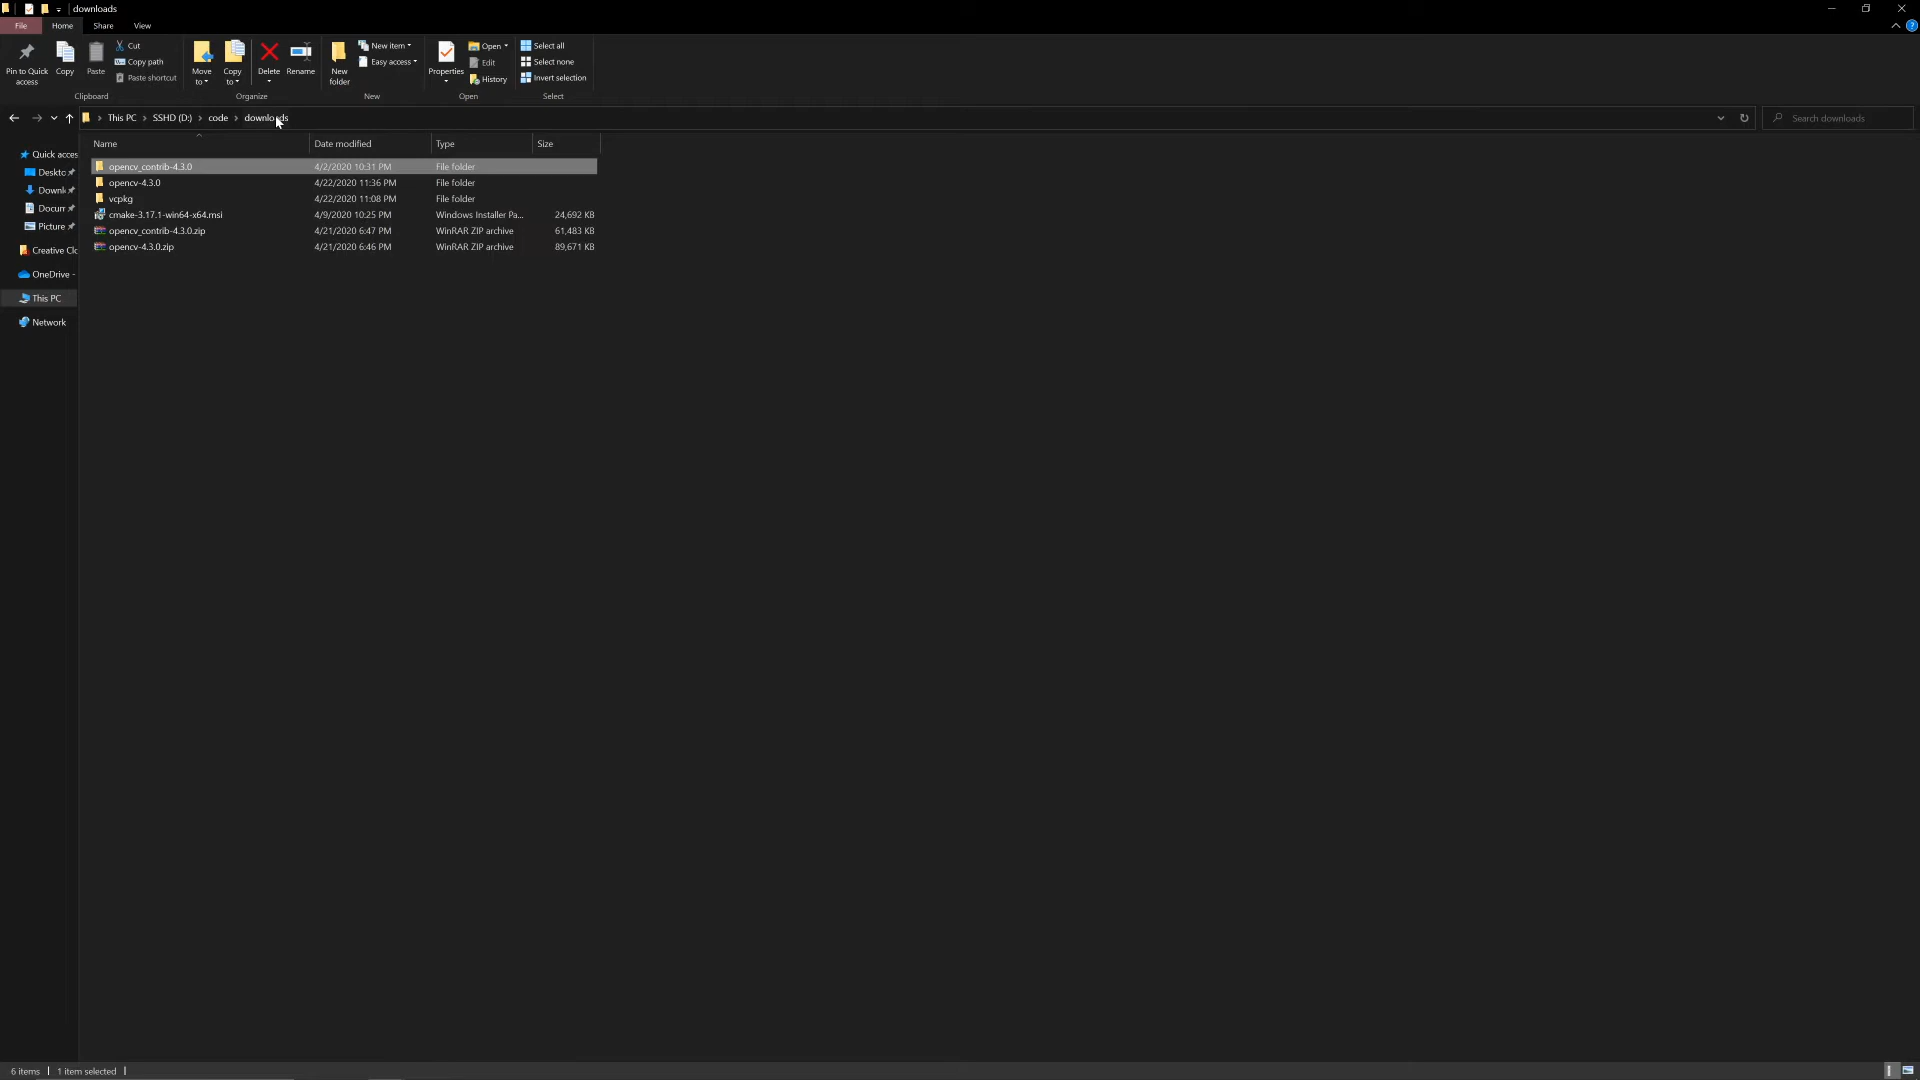 downloads
File Home Share View
Pin to Quick access
Copy
Paste
Cut
Copy path
Paste shortcut
Move to
Copy to
Delete
Rename
New folder
New item
Easy access
Properties
Open
Edit
History
Select all
Select none
Invert selection
Clipboard Organize New Open Select
This PC SSHD (D:) code downloads
Search downloads
Name Date modified Type Size
opencv_contrib-4.3.0 4/2/2020 10:31 PM File folder
opencv-4.3.0 4/22/2020 11:36 PM File folder
vcpkg 4/22/2020 11:08 PM File folder
cmake-3.17.1-win64-x64.msi 4/9/2020 10:25 PM Windows Installer Pa... 24,692 KB
opencv_contrib-4.3.0.zip 4/21/2020 6:47 PM WinRAR ZIP archive 61,483 KB
opencv-4.3.0.zip 4/21/2020 6:46 PM WinRAR ZIP archive 89,671 KB
Quick acces
Deskto
Downl
Docum
Picture
Creative Clo
OneDrive -
This PC
Network
6 items 1 item selected